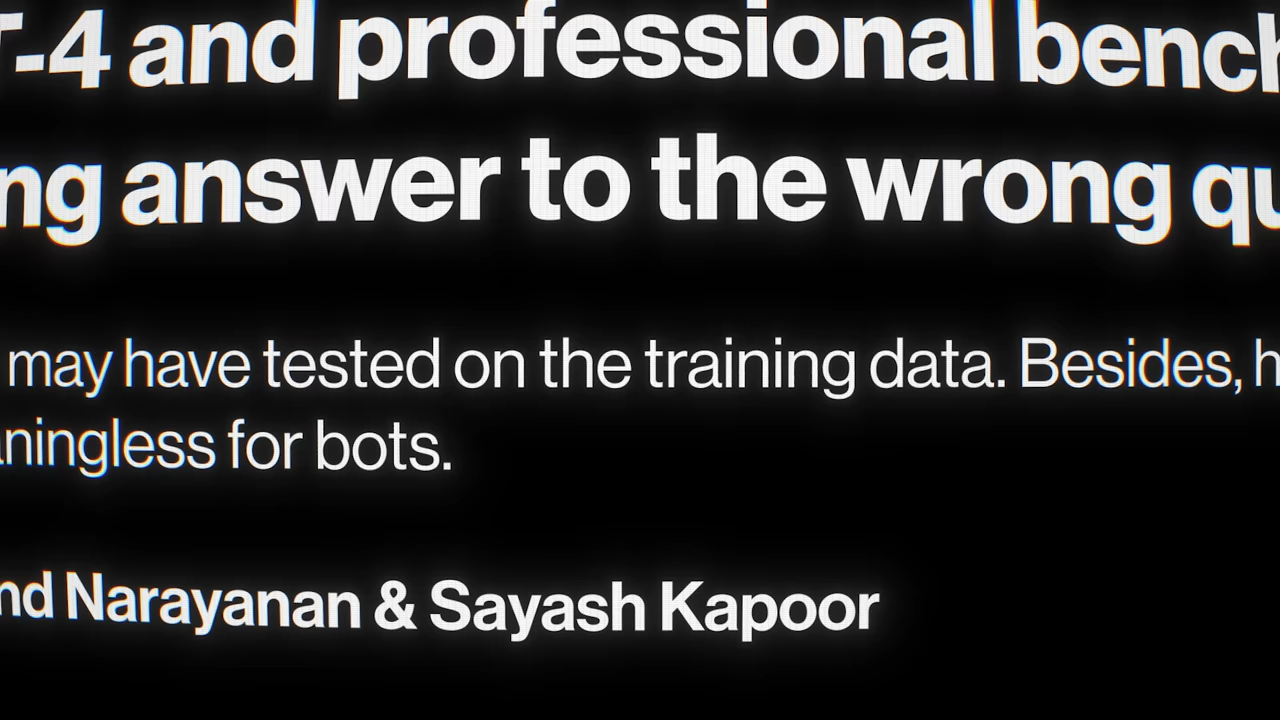 T-4 and professional bench
ng answer to the wrong qu
may have tested on the training data. Besides, h
ningless for bots.
nd Narayanan & Sayash Kapoor